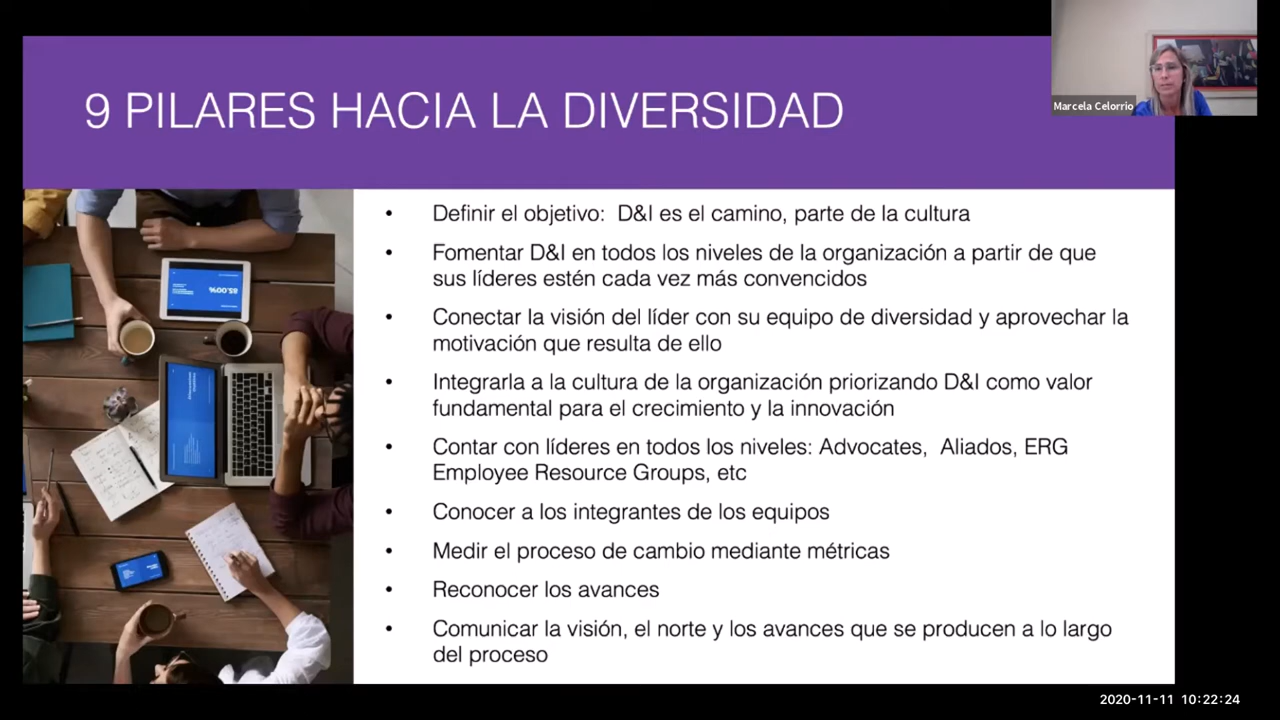 Marcela Celorrio
9 PILARES HACIA LA DIVERSIDAD
• Definir el objetivo:  D&I es el camino, parte de la cultura
• Fomentar D&I en todos los niveles de la organización a partir de que
sus líderes estén cada vez más convencidos
• Conectar la visión del líder con su equipo de diversidad y aprovechar la
motivación que resulta de ello
• Integrarla a la cultura de la organización priorizando D&I como valor
fundamental para el crecimiento y la innovación
• Contar con líderes en todos los niveles: Advocates,  Aliados, ERG
Employee Resource Groups, etc
• Conocer a los integrantes de los equipos
• Medir el proceso de cambio mediante métricas
• Reconocer los avances
• Comunicar la visión, el norte y los avances que se producen a lo largo
del proceso
85.00%
2020-11-11 10:22:24